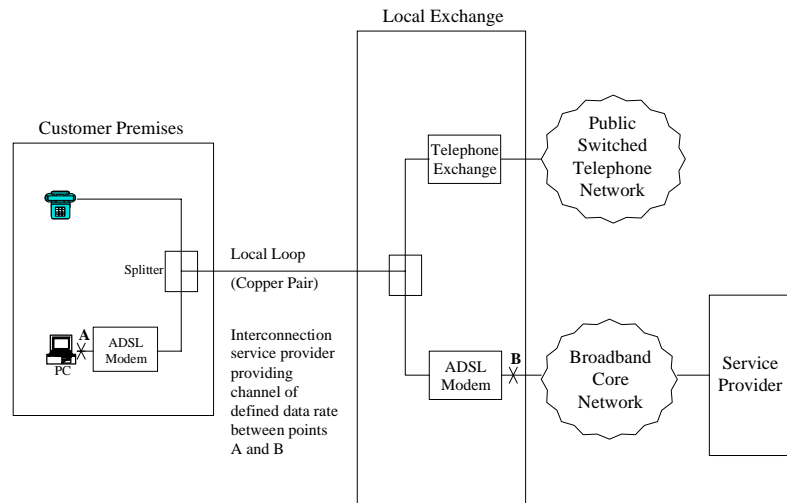 Local Exchange
Customer Premises
Telephone
Exchange
Public
Switched
Telephone
Network
Splitter
Local Loop
(Copper Pair)
A
PC
ADSL
Modem
Interconnection
service provider
providing
channel of
defined data rate
between points
A and B
ADSL
Modem
B
Broadband
Core
Network
Service
Provider